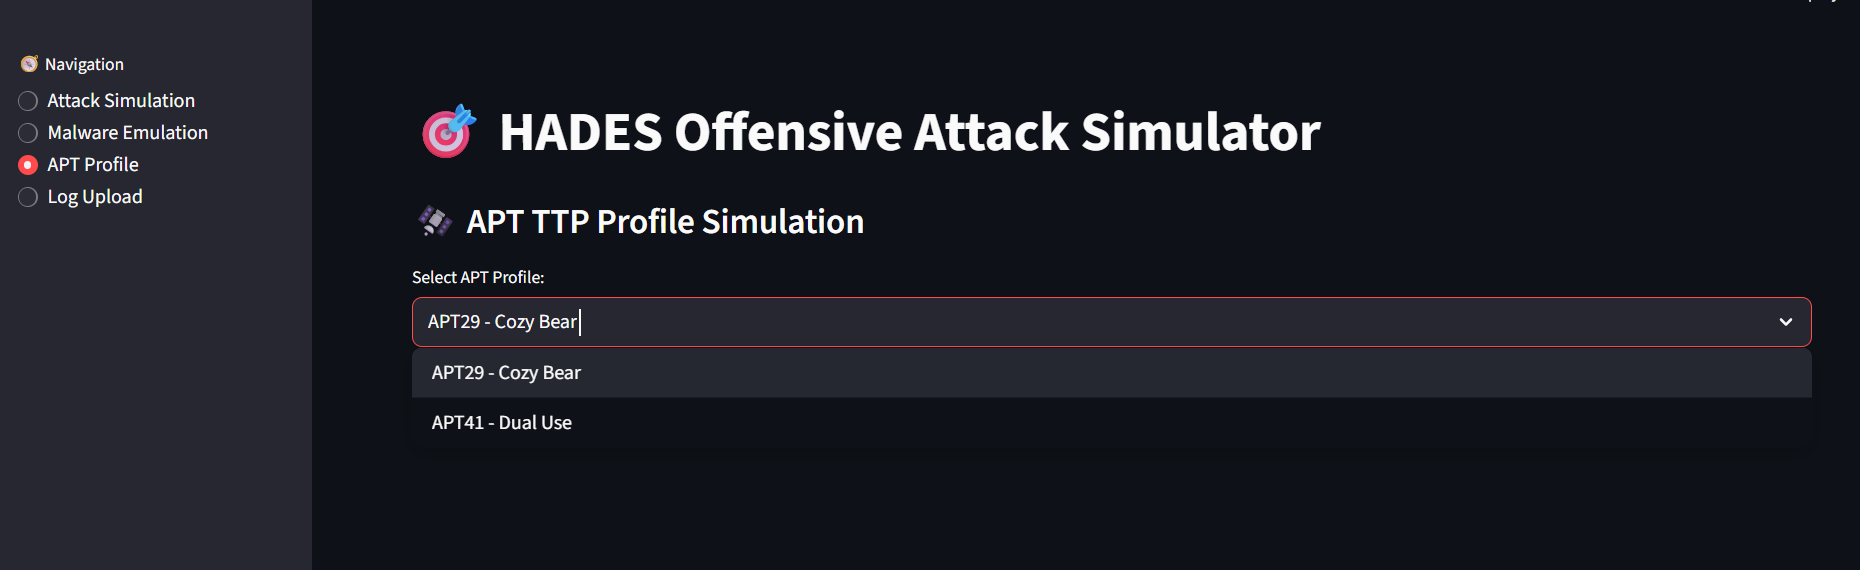 Navigation
Attack Simulation
Malware Emulation
APT Profile
Log Upload
HADES Offensive Attack Simulator
APT TTP Profile Simulation
Select APT Profile:
APT29 - Cozy Bear
APT29 - Cozy Bear
APT41 - Dual Use